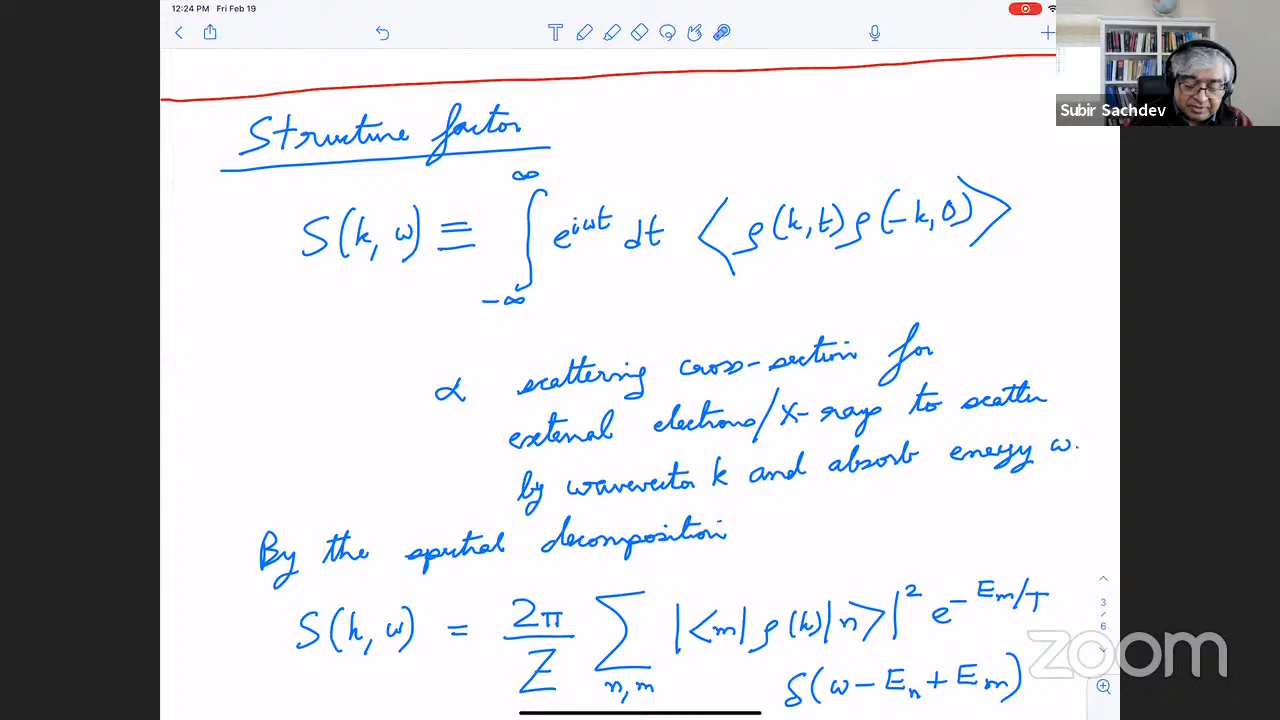 12:24 PM Fri Feb 19
Subir Sachdev
Structure factor
S(k, ω) ≡ ∫_{-∞}^{∞} e^{iωt} dt ⟨ρ(k,t)ρ(-k,0)⟩
α scattering cross-section for
external electrons/X-rays to scatter
by wavevector k and absorb energy ω.
By the spectral decomposition
S(k, ω) = 2π/Z Σ_{n,m} |<m|ρ(k)|n>|² e^{-E_m/T}
δ(ω - E_n + E_m)
3
/
6
zoom